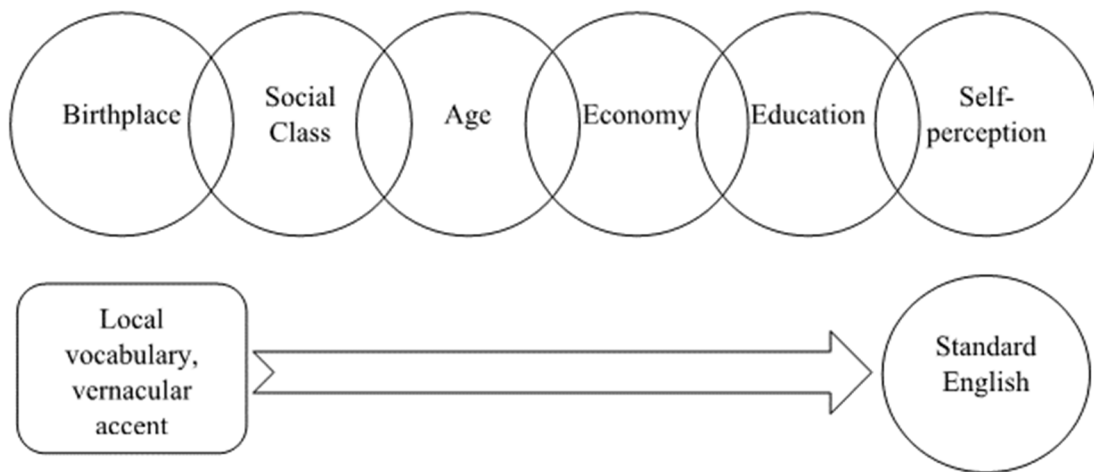 Birthplace
Social
Class
Age
Economy
Education
Self-
perception
Local
vocabulary,
vernacular
accent
Standard
English